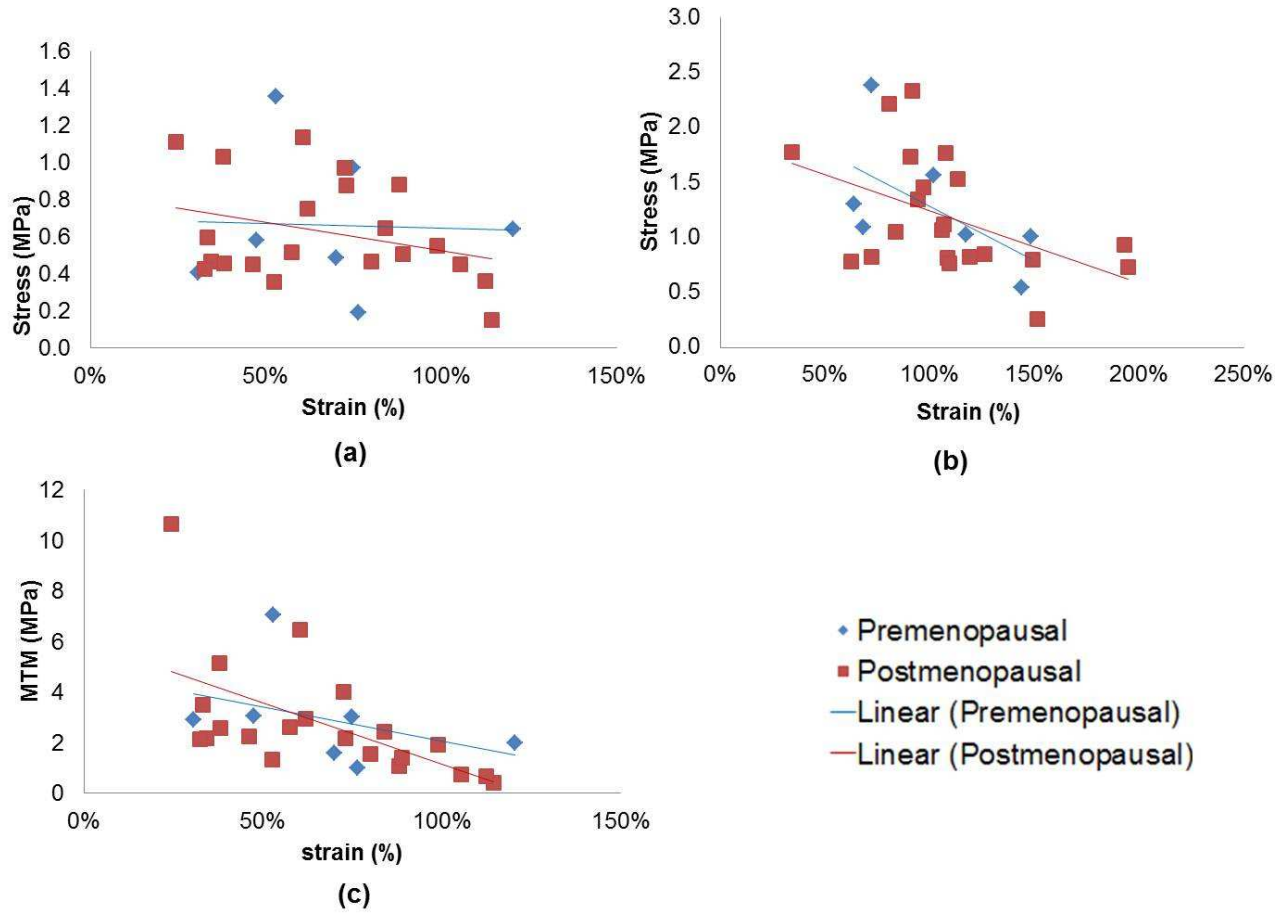 1.6
1.4
1.2
1.0
0.8
0.6
0.4
0.2
0.0
Stress (MPa)
0% 50% 100% 150%
Strain (%)
(a)
3.0
2.5
2.0
1.5
1.0
0.5
0.0
Stress (MPa)
0% 50% 100% 150% 200% 250%
Strain (%)
(b)
12
10
8
6
4
2
0
MTM (MPa)
0% 50% 100% 150%
strain (%)
(c)
Premenopausal
Postmenopausal
Linear (Premenopausal)
Linear (Postmenopausal)